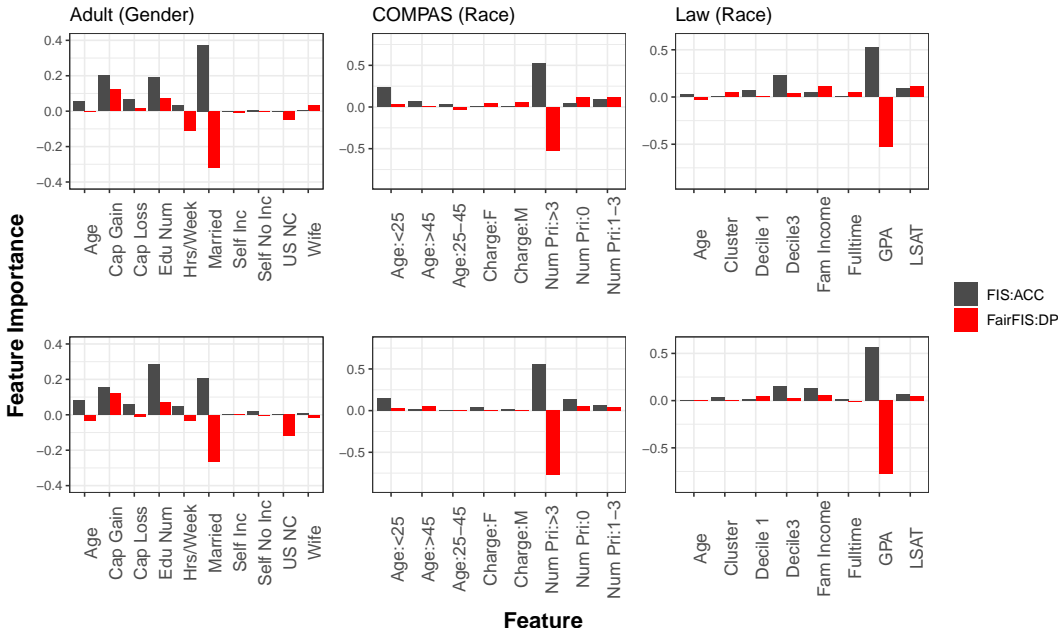 Adult (Gender)
COMPAS (Race)
Law (Race)
Feature Importance
0.4
0.2
0.0
−0.2
−0.4
Age
Cap Gain
Cap Loss
Edu Num
Hrs/Week
Married
Self Inc
Self No Inc
US NC
Wife
0.5
0.0
−0.5
Age:<25
Age:>45
Age:25−45
Charge:F
Charge:M
Num Pri:>3
Num Pri:0
Num Pri:1−3
0.5
0.0
−0.5
Age
Cluster
Decile 1
Decile3
Fam Income
Fulltime
GPA
LSAT
FIS:ACC
FairFIS:DP
0.4
0.2
0.0
−0.2
−0.4
Age
Cap Gain
Cap Loss
Edu Num
Hrs/Week
Married
Self Inc
Self No Inc
US NC
Wife
0.5
0.0
−0.5
Age:<25
Age:>45
Age:25−45
Charge:F
Charge:M
Num Pri:>3
Num Pri:0
Num Pri:1−3
0.5
0.0
−0.5
Age
Cluster
Decile 1
Decile3
Fam Income
Fulltime
GPA
LSAT
Feature